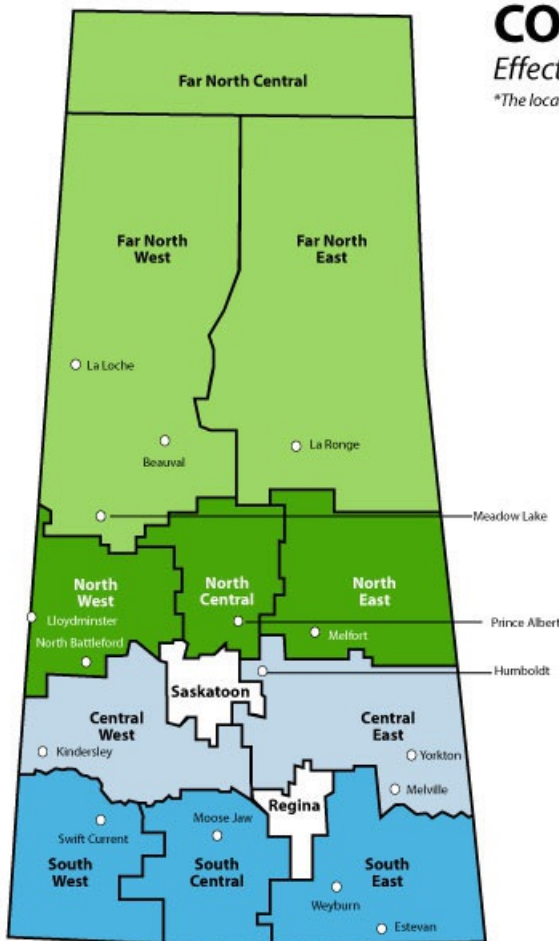 CO
Effect
*The loca
Far North Central
Far North
West
Far North
East
La Loche
Beauval
La Ronge
Meadow Lake
North
West
North
Central
North
East
Lloydminster
Prince Albert
North Battleford
Melfort
Humboldt
Saskatoon
Central
West
Central
East
Kindersley
Yorkton
Melville
Regina
Moose Jaw
Swift Current
South
West
South
Central
South
East
Weyburn
Estevan